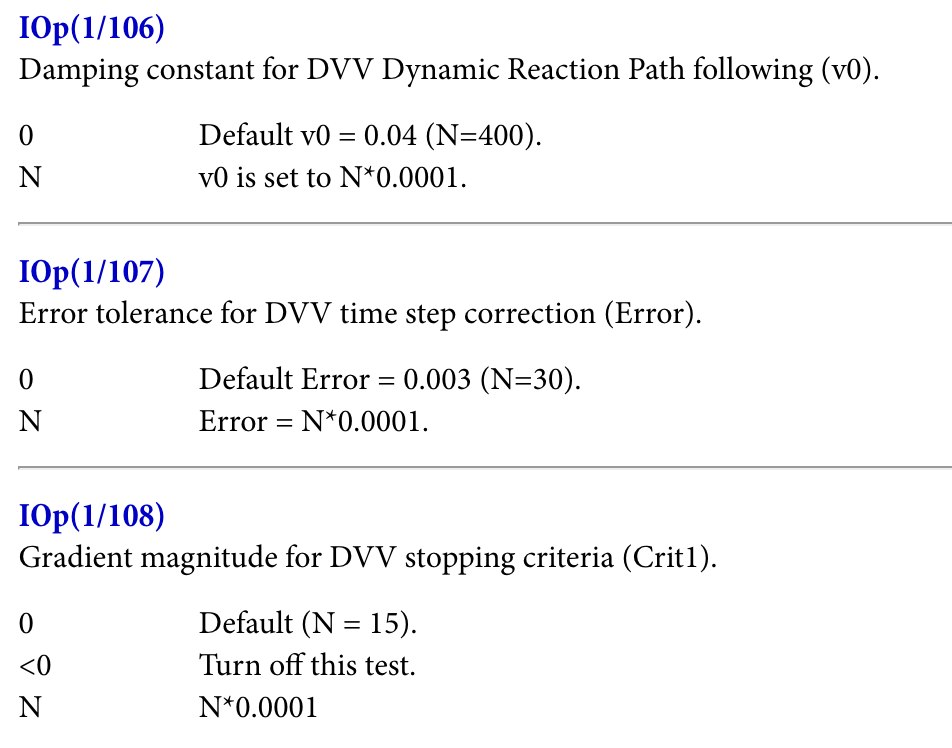 IOp(1/106)
Damping constant for DVV Dynamic Reaction Path following (v0).
0 Default v0 = 0.04 (N=400).
N v0 is set to N*0.0001.
IOp(1/107)
Error tolerance for DVV time step correction (Error).
0 Default Error = 0.003 (N=30).
N Error = N*0.0001.
IOp(1/108)
Gradient magnitude for DVV stopping criteria (Crit1).
0 Default (N = 15).
<0 Turn off this test.
N N*0.0001